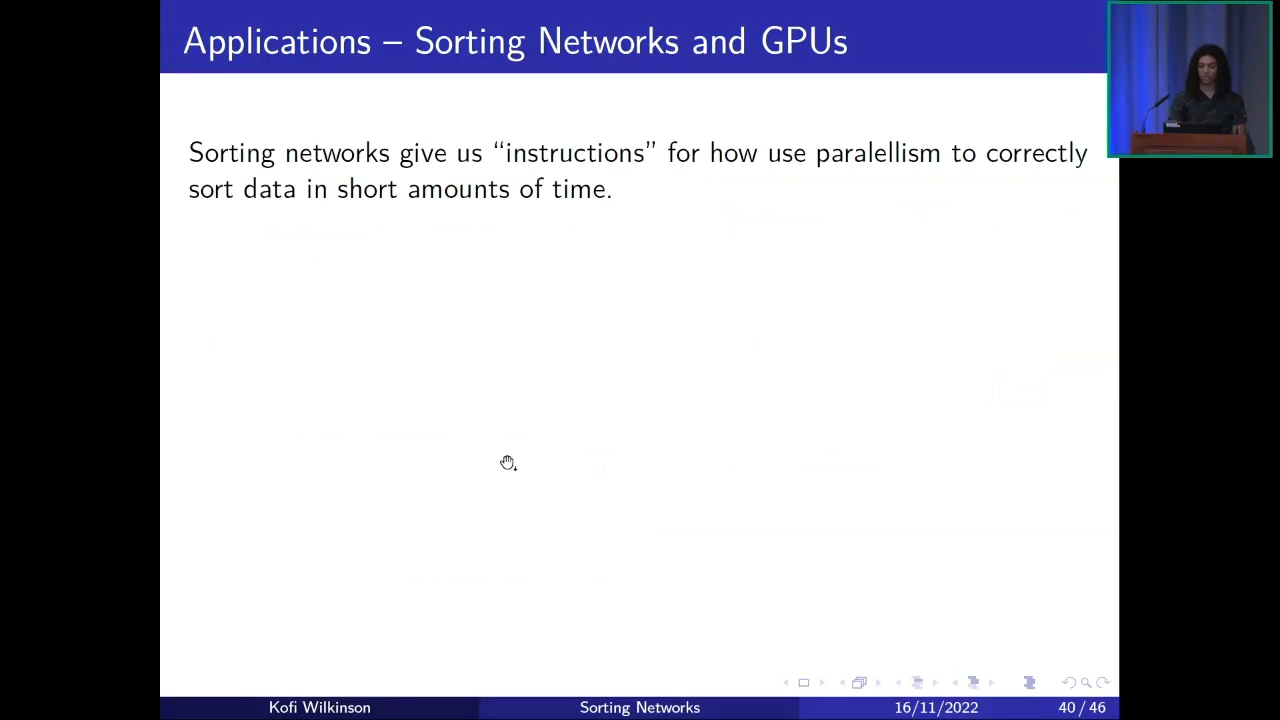 Applications – Sorting Networks and GPUs
Sorting networks give us “instructions” for how use paralellism to correctly
sort data in short amounts of time.
Kofi Wilkinson
Sorting Networks
16/11/2022
40 / 46